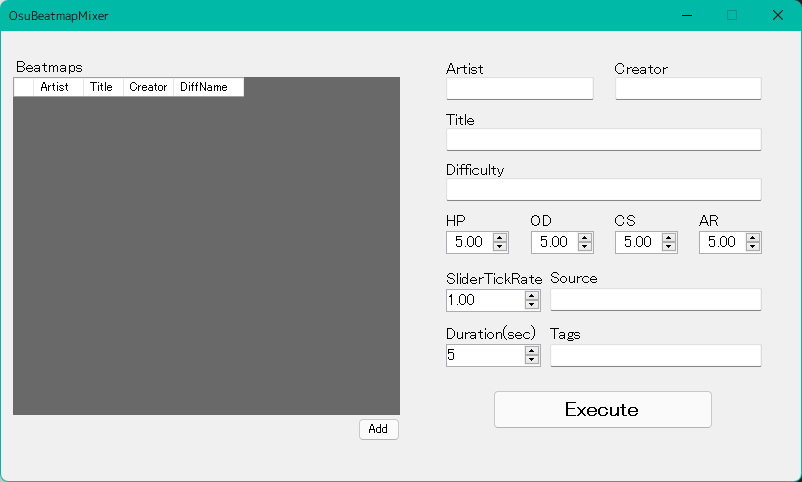 OsuBeatmapMixer
Beatmaps
Artist Title Creator DiffName
Add
Artist Creator
Title
Difficulty
HP OD CS AR
5.00 5.00 5.00 5.00
SliderTickRate Source
1.00
Duration(sec) Tags
5
Execute